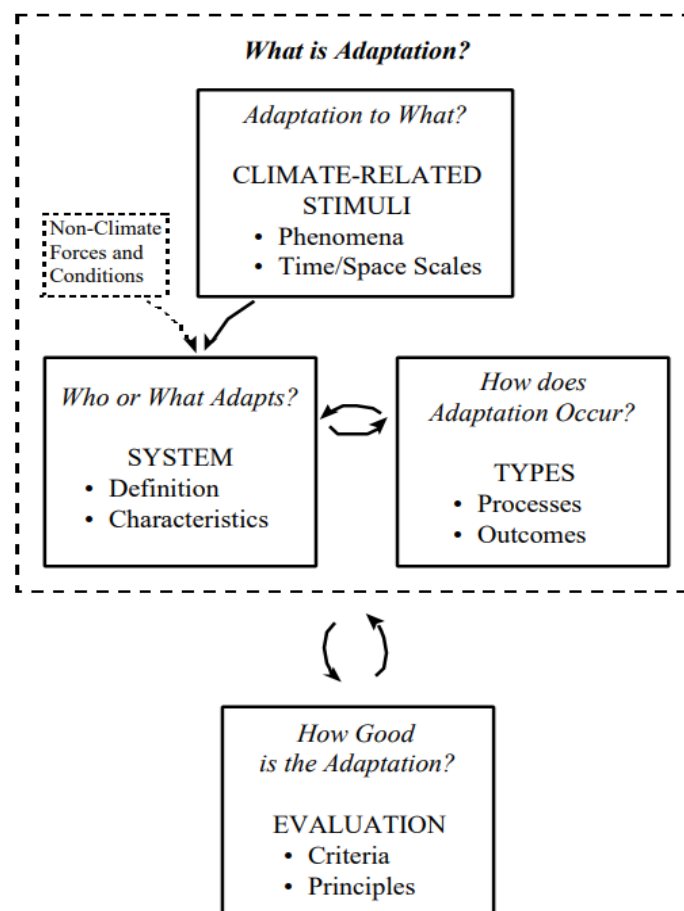 What is Adaptation?
Adaptation to What?
CLIMATE-RELATED
STIMULI
• Phenomena
• Time/Space Scales
Non-Climate
Forces and
Conditions
Who or What Adapts?
SYSTEM
• Definition
• Characteristics
How does
Adaptation Occur?
TYPES
• Processes
• Outcomes
How Good
is the Adaptation?
EVALUATION
• Criteria
• Principles